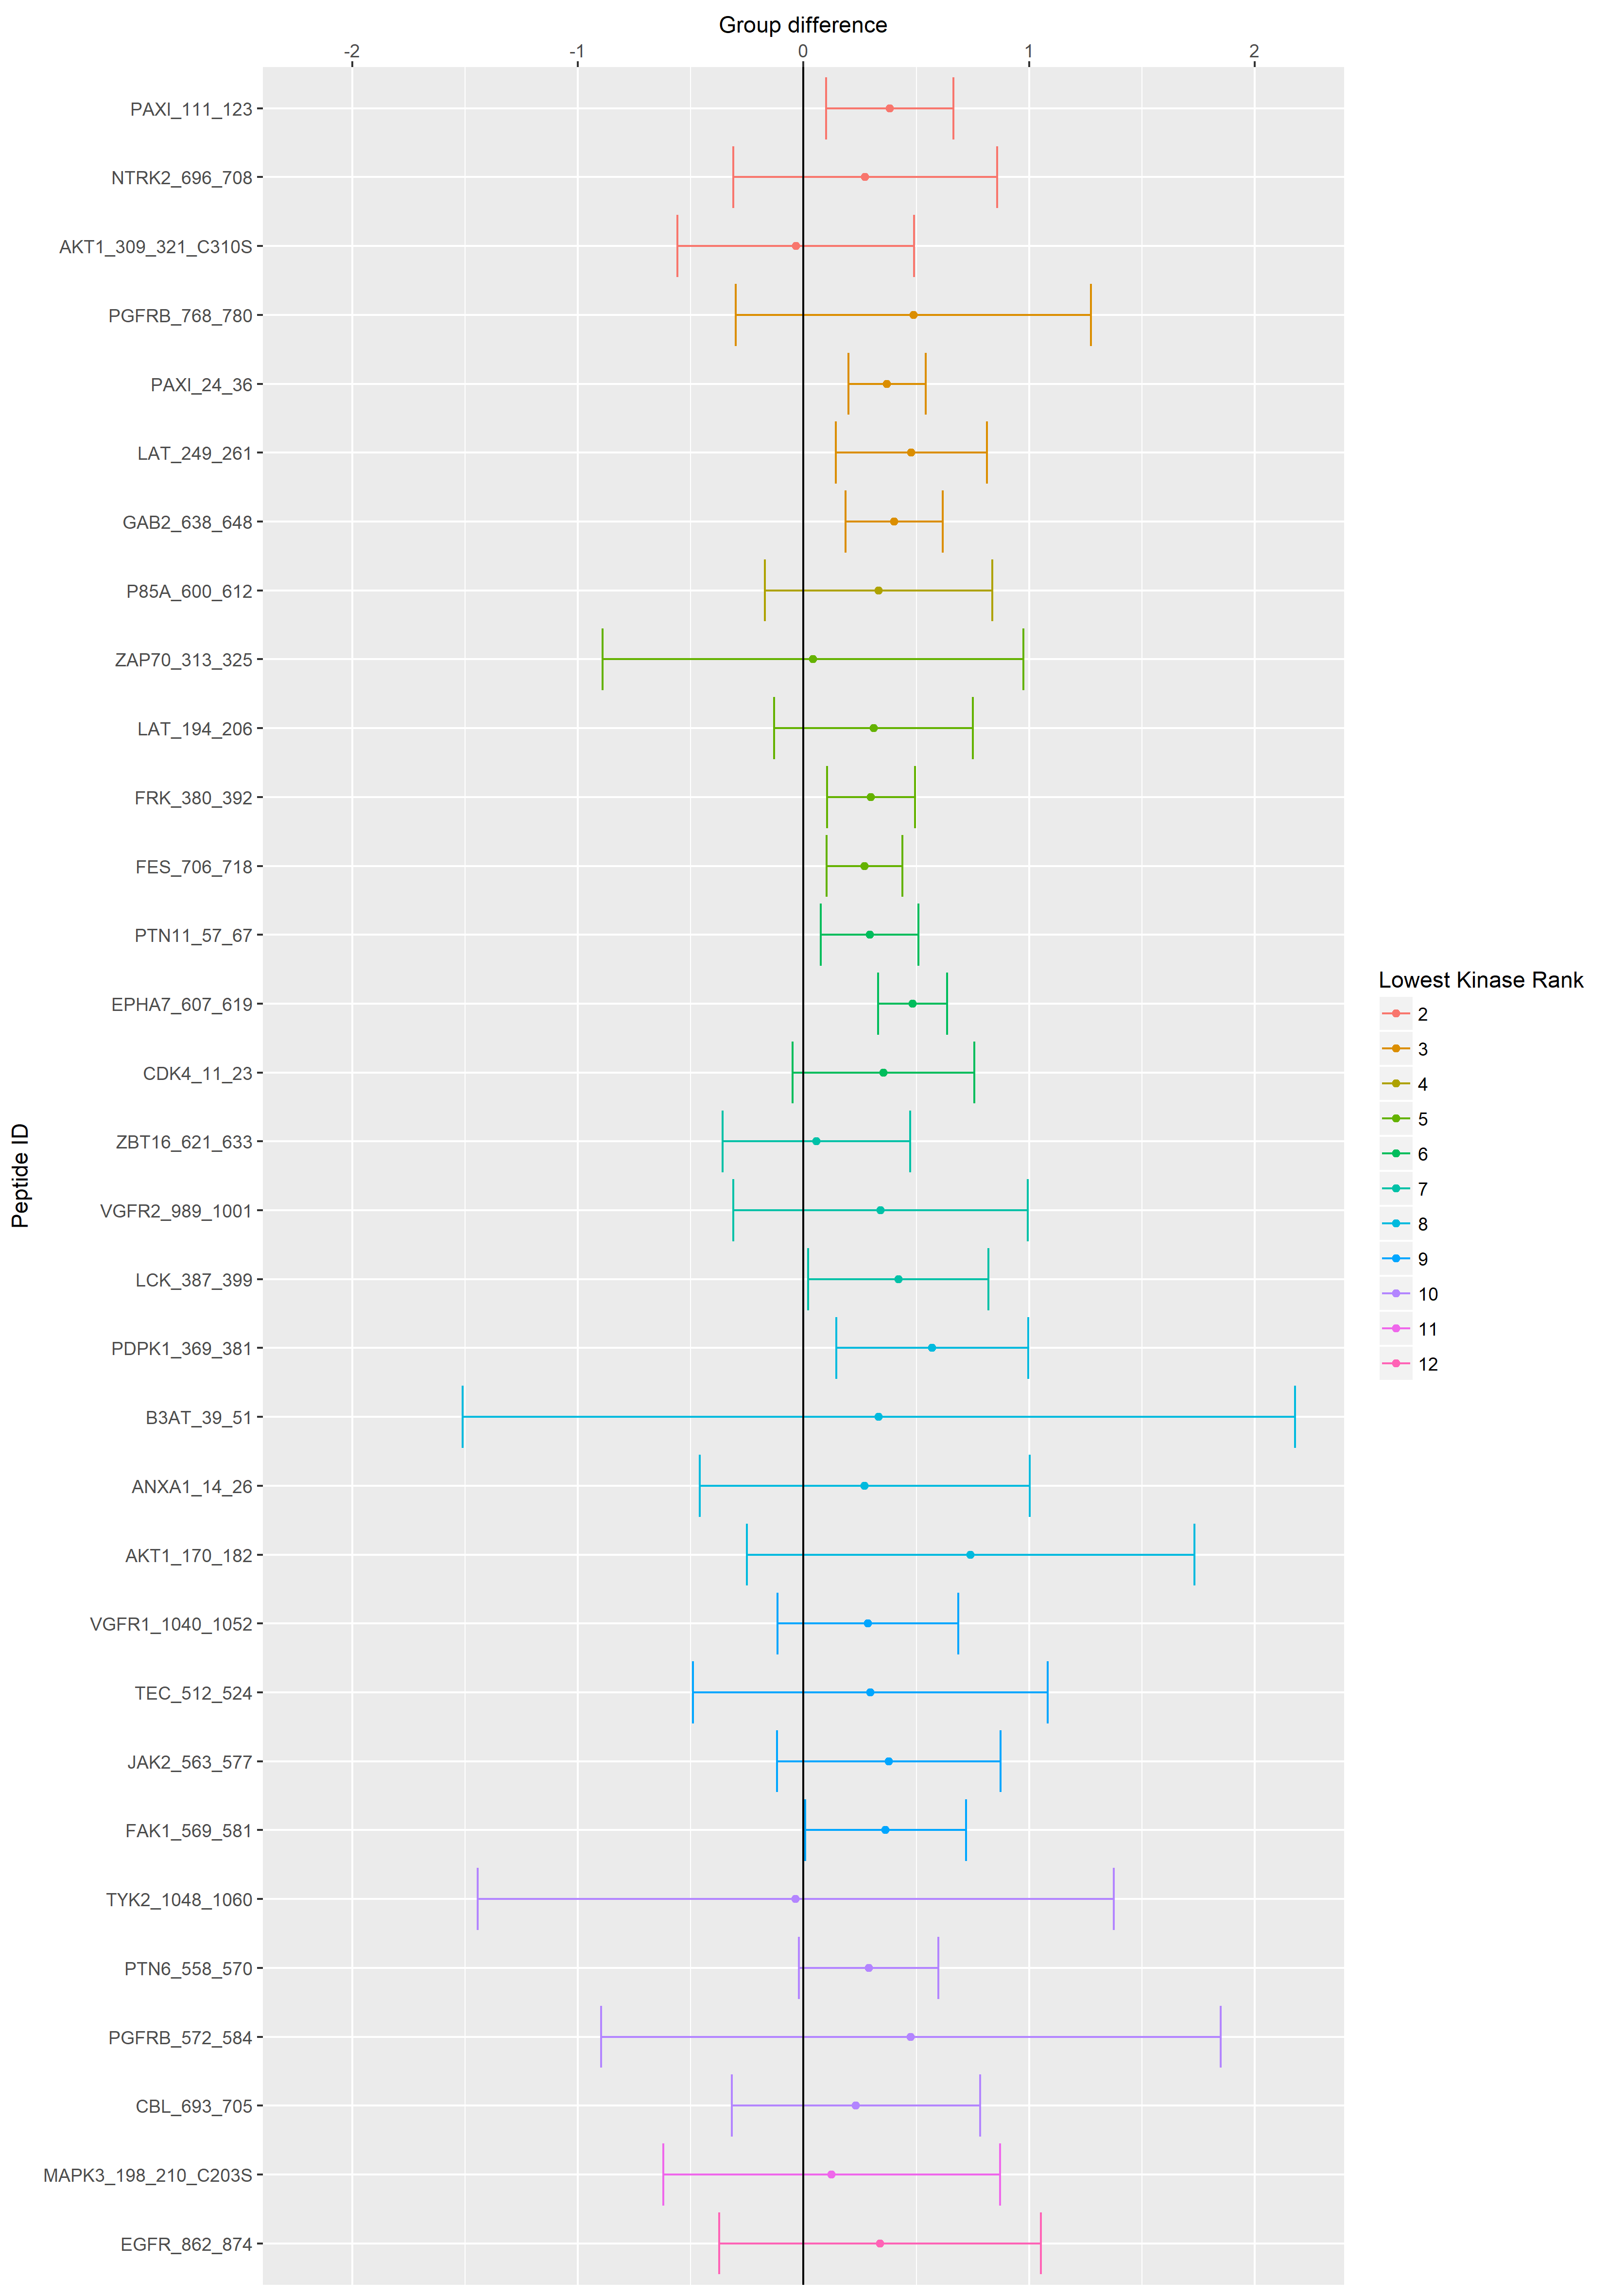 Group difference
-2 -1 0 1 2
PAXI_111_123
NTRK2_696_708
AKT1_309_321_C310S
PGFRB_768_780
PAXI_24_36
LAT_249_261
GAB2_638_648
P85A_600_612
ZAP70_313_325
LAT_194_206
FRK_380_392
FES_706_718
PTN11_57_67
EPHA7_607_619
CDK4_11_23
ZBT16_621_633
VGFR2_989_1001
LCK_387_399
PDPK1_369_381
B3AT_39_51
ANXA1_14_26
AKT1_170_182
VGFR1_1040_1052
TEC_512_524
JAK2_563_577
FAK1_569_581
TYK2_1048_1060
PTN6_558_570
PGFRB_572_584
CBL_693_705
MAPK3_198_210_C203S
EGFR_862_874
Peptide ID
Lowest Kinase Rank
2
3
4
5
6
7
8
9
10
11
12